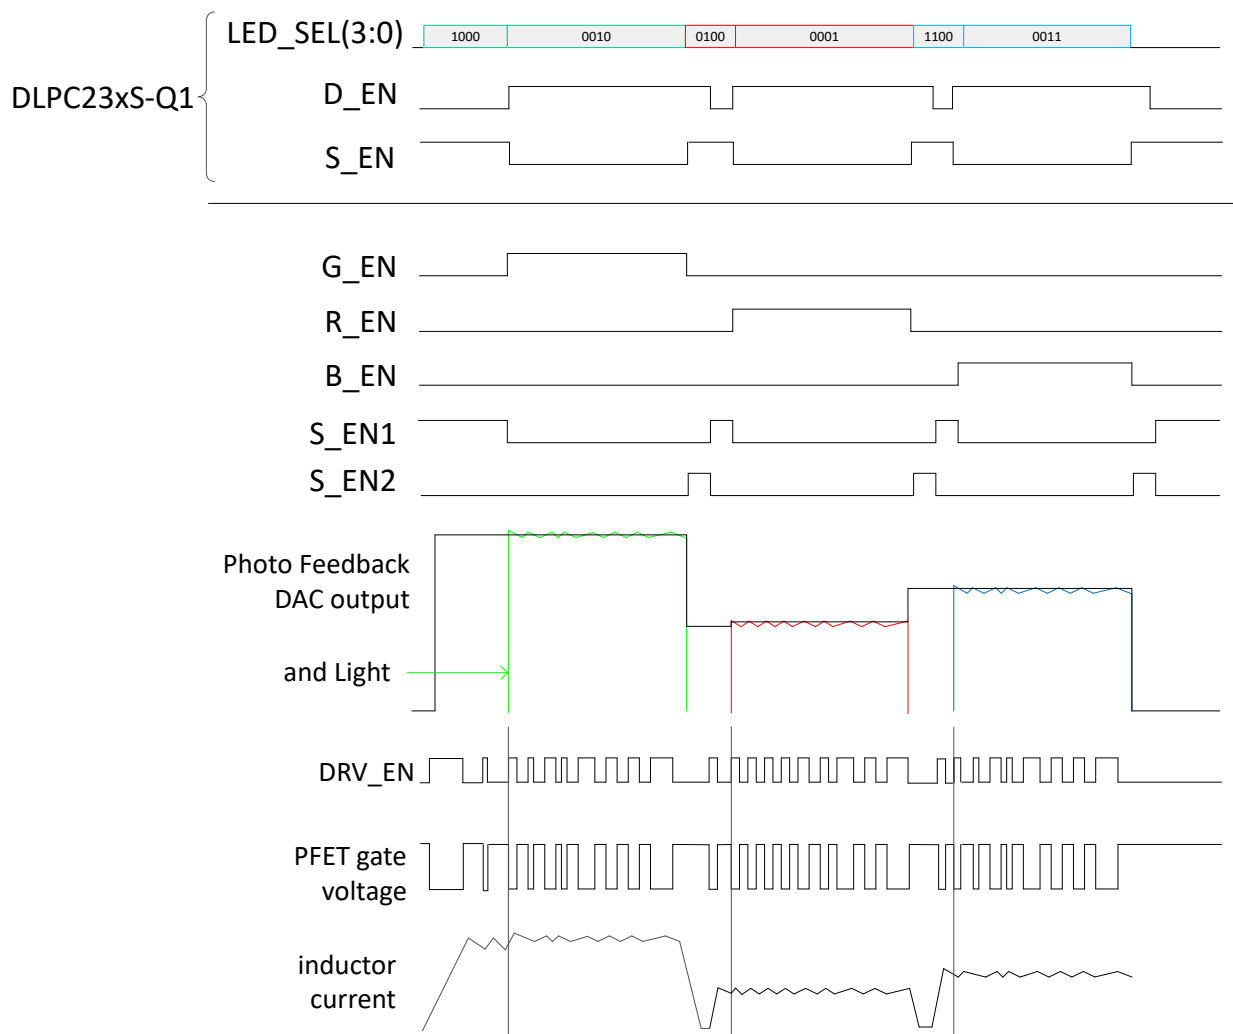 LED_SEL(3:0)
1000 0010 0100 0001 1100 0011
DLPC23xS-Q1
D_EN
S_EN
G_EN
R_EN
B_EN
S_EN1
S_EN2
Photo Feedback
DAC output
and Light
DRV_EN
PFET gate
voltage
inductor
current